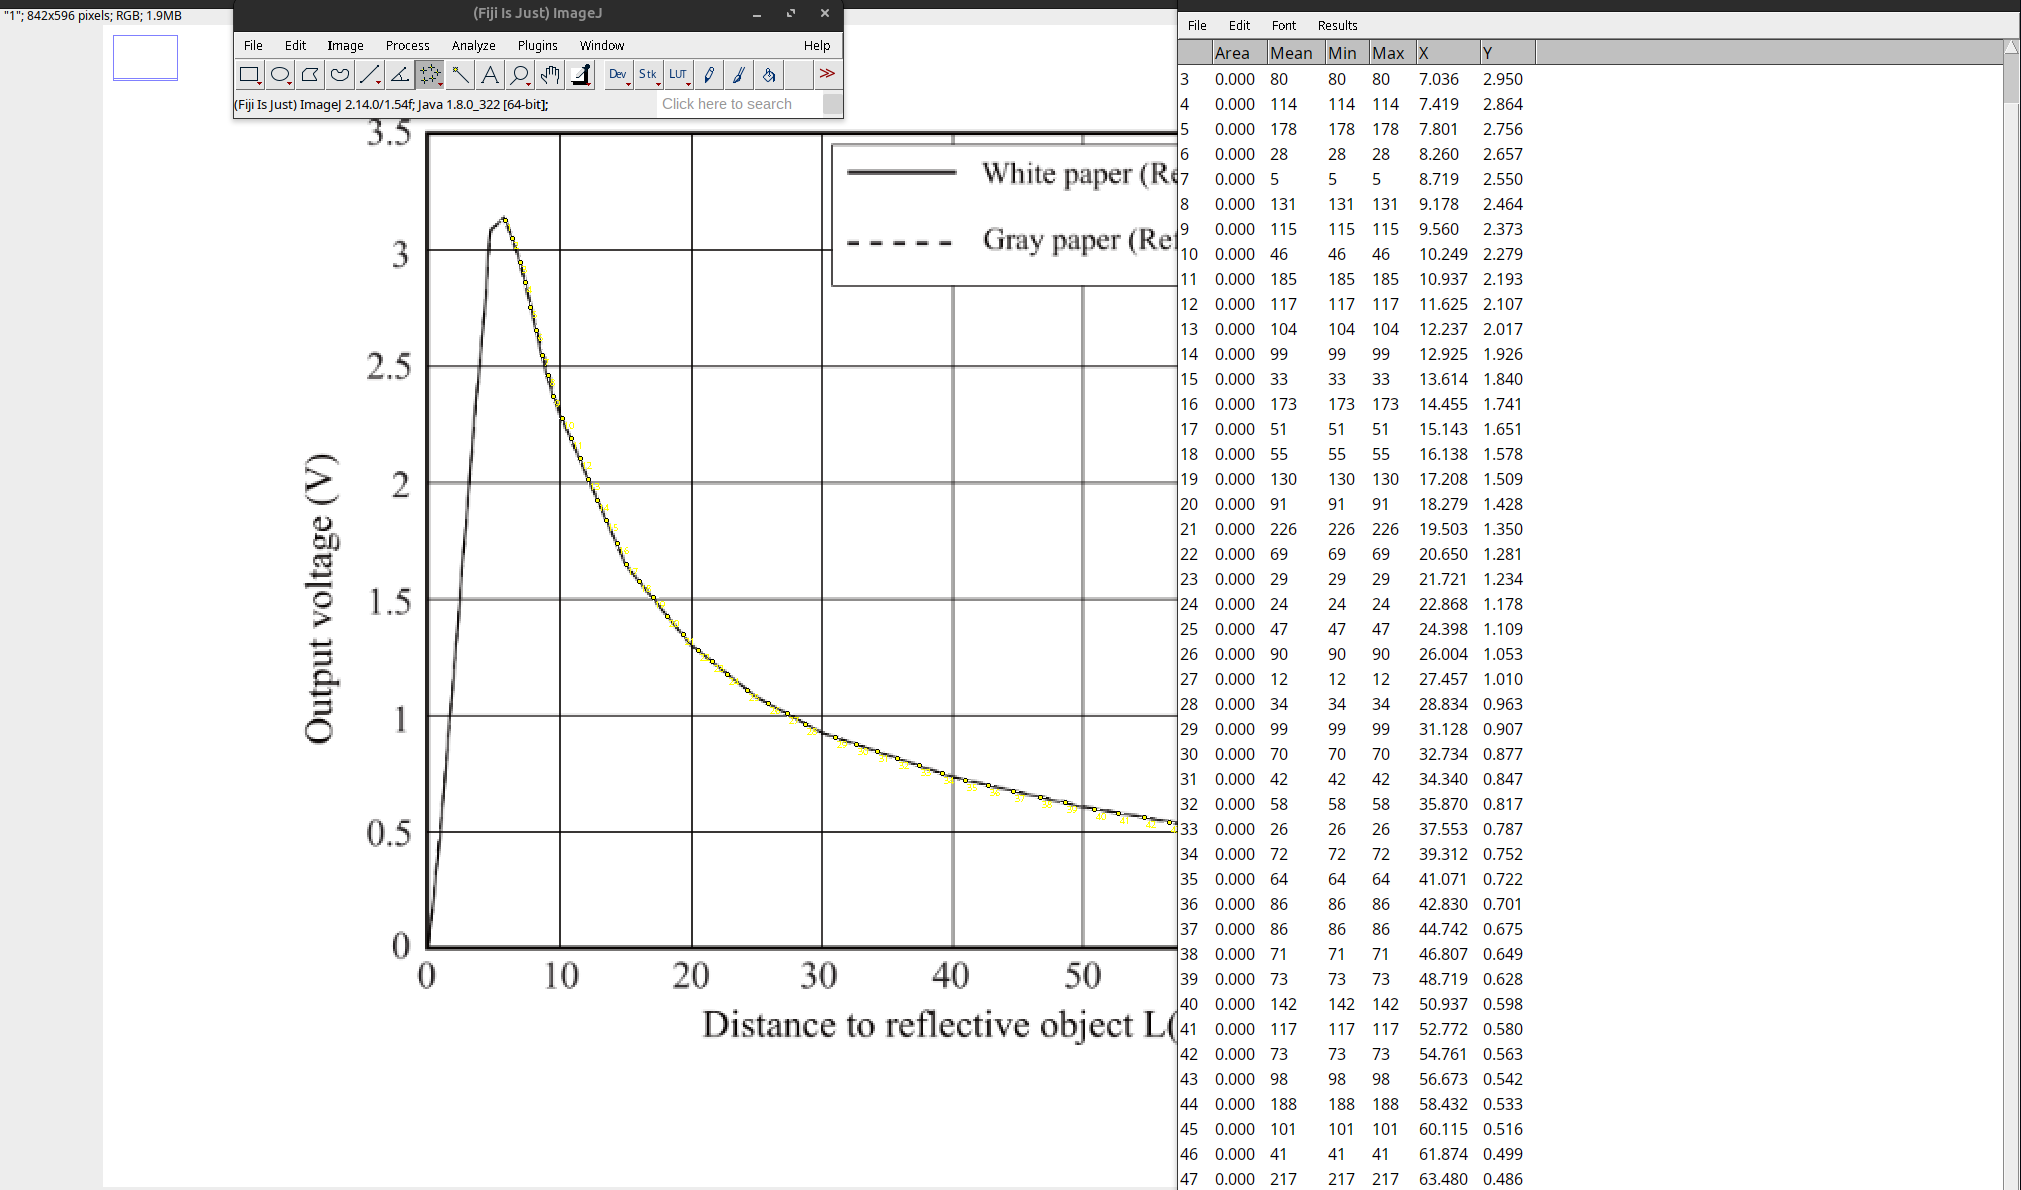 "1"; 842x596 pixels; RGB; 1.9MB
(Fiji Is Just) ImageJ
File Edit Image Process Analyze Plugins Window Help
Dev Stk LUT
(Fiji Is Just) ImageJ 2.14.0/1.54f; Java 1.8.0_322 [64-bit];
Click here to search
3.5
3
2.5
2
1.5
1
0.5
0
Output voltage (V)
White paper (Re
Gray paper (Ref
0 10 20 30 40 50
Distance to reflective object L(
File Edit Font Results
Area Mean Min Max X Y
3 0.000 80 80 80 7.036 2.950
4 0.000 114 114 114 7.419 2.864
5 0.000 178 178 178 7.801 2.756
6 0.000 28 28 28 8.260 2.657
7 0.000 5 5 5 8.719 2.550
8 0.000 131 131 131 9.178 2.464
9 0.000 115 115 115 9.560 2.373
10 0.000 46 46 46 10.249 2.279
11 0.000 185 185 185 10.937 2.193
12 0.000 117 117 117 11.625 2.107
13 0.000 104 104 104 12.237 2.017
14 0.000 99 99 99 12.925 1.926
15 0.000 33 33 33 13.614 1.840
16 0.000 173 173 173 14.455 1.741
17 0.000 51 51 51 15.143 1.651
18 0.000 55 55 55 16.138 1.578
19 0.000 130 130 130 17.208 1.509
20 0.000 91 91 91 18.279 1.428
21 0.000 226 226 226 19.503 1.350
22 0.000 69 69 69 20.650 1.281
23 0.000 29 29 29 21.721 1.234
24 0.000 24 24 24 22.868 1.178
25 0.000 47 47 47 24.398 1.109
26 0.000 90 90 90 26.004 1.053
27 0.000 12 12 12 27.457 1.010
28 0.000 34 34 34 28.834 0.963
29 0.000 99 99 99 31.128 0.907
30 0.000 70 70 70 32.734 0.877
31 0.000 42 42 42 34.340 0.847
32 0.000 58 58 58 35.870 0.817
33 0.000 26 26 26 37.553 0.787
34 0.000 72 72 72 39.312 0.752
35 0.000 64 64 64 41.071 0.722
36 0.000 86 86 86 42.830 0.701
37 0.000 86 86 86 44.742 0.675
38 0.000 71 71 71 46.807 0.649
39 0.000 73 73 73 48.719 0.628
40 0.000 142 142 142 50.937 0.598
41 0.000 117 117 117 52.772 0.580
42 0.000 73 73 73 54.761 0.563
43 0.000 98 98 98 56.673 0.542
44 0.000 188 188 188 58.432 0.533
45 0.000 101 101 101 60.115 0.516
46 0.000 41 41 41 61.874 0.499
47 0.000 217 217 217 63.480 0.486